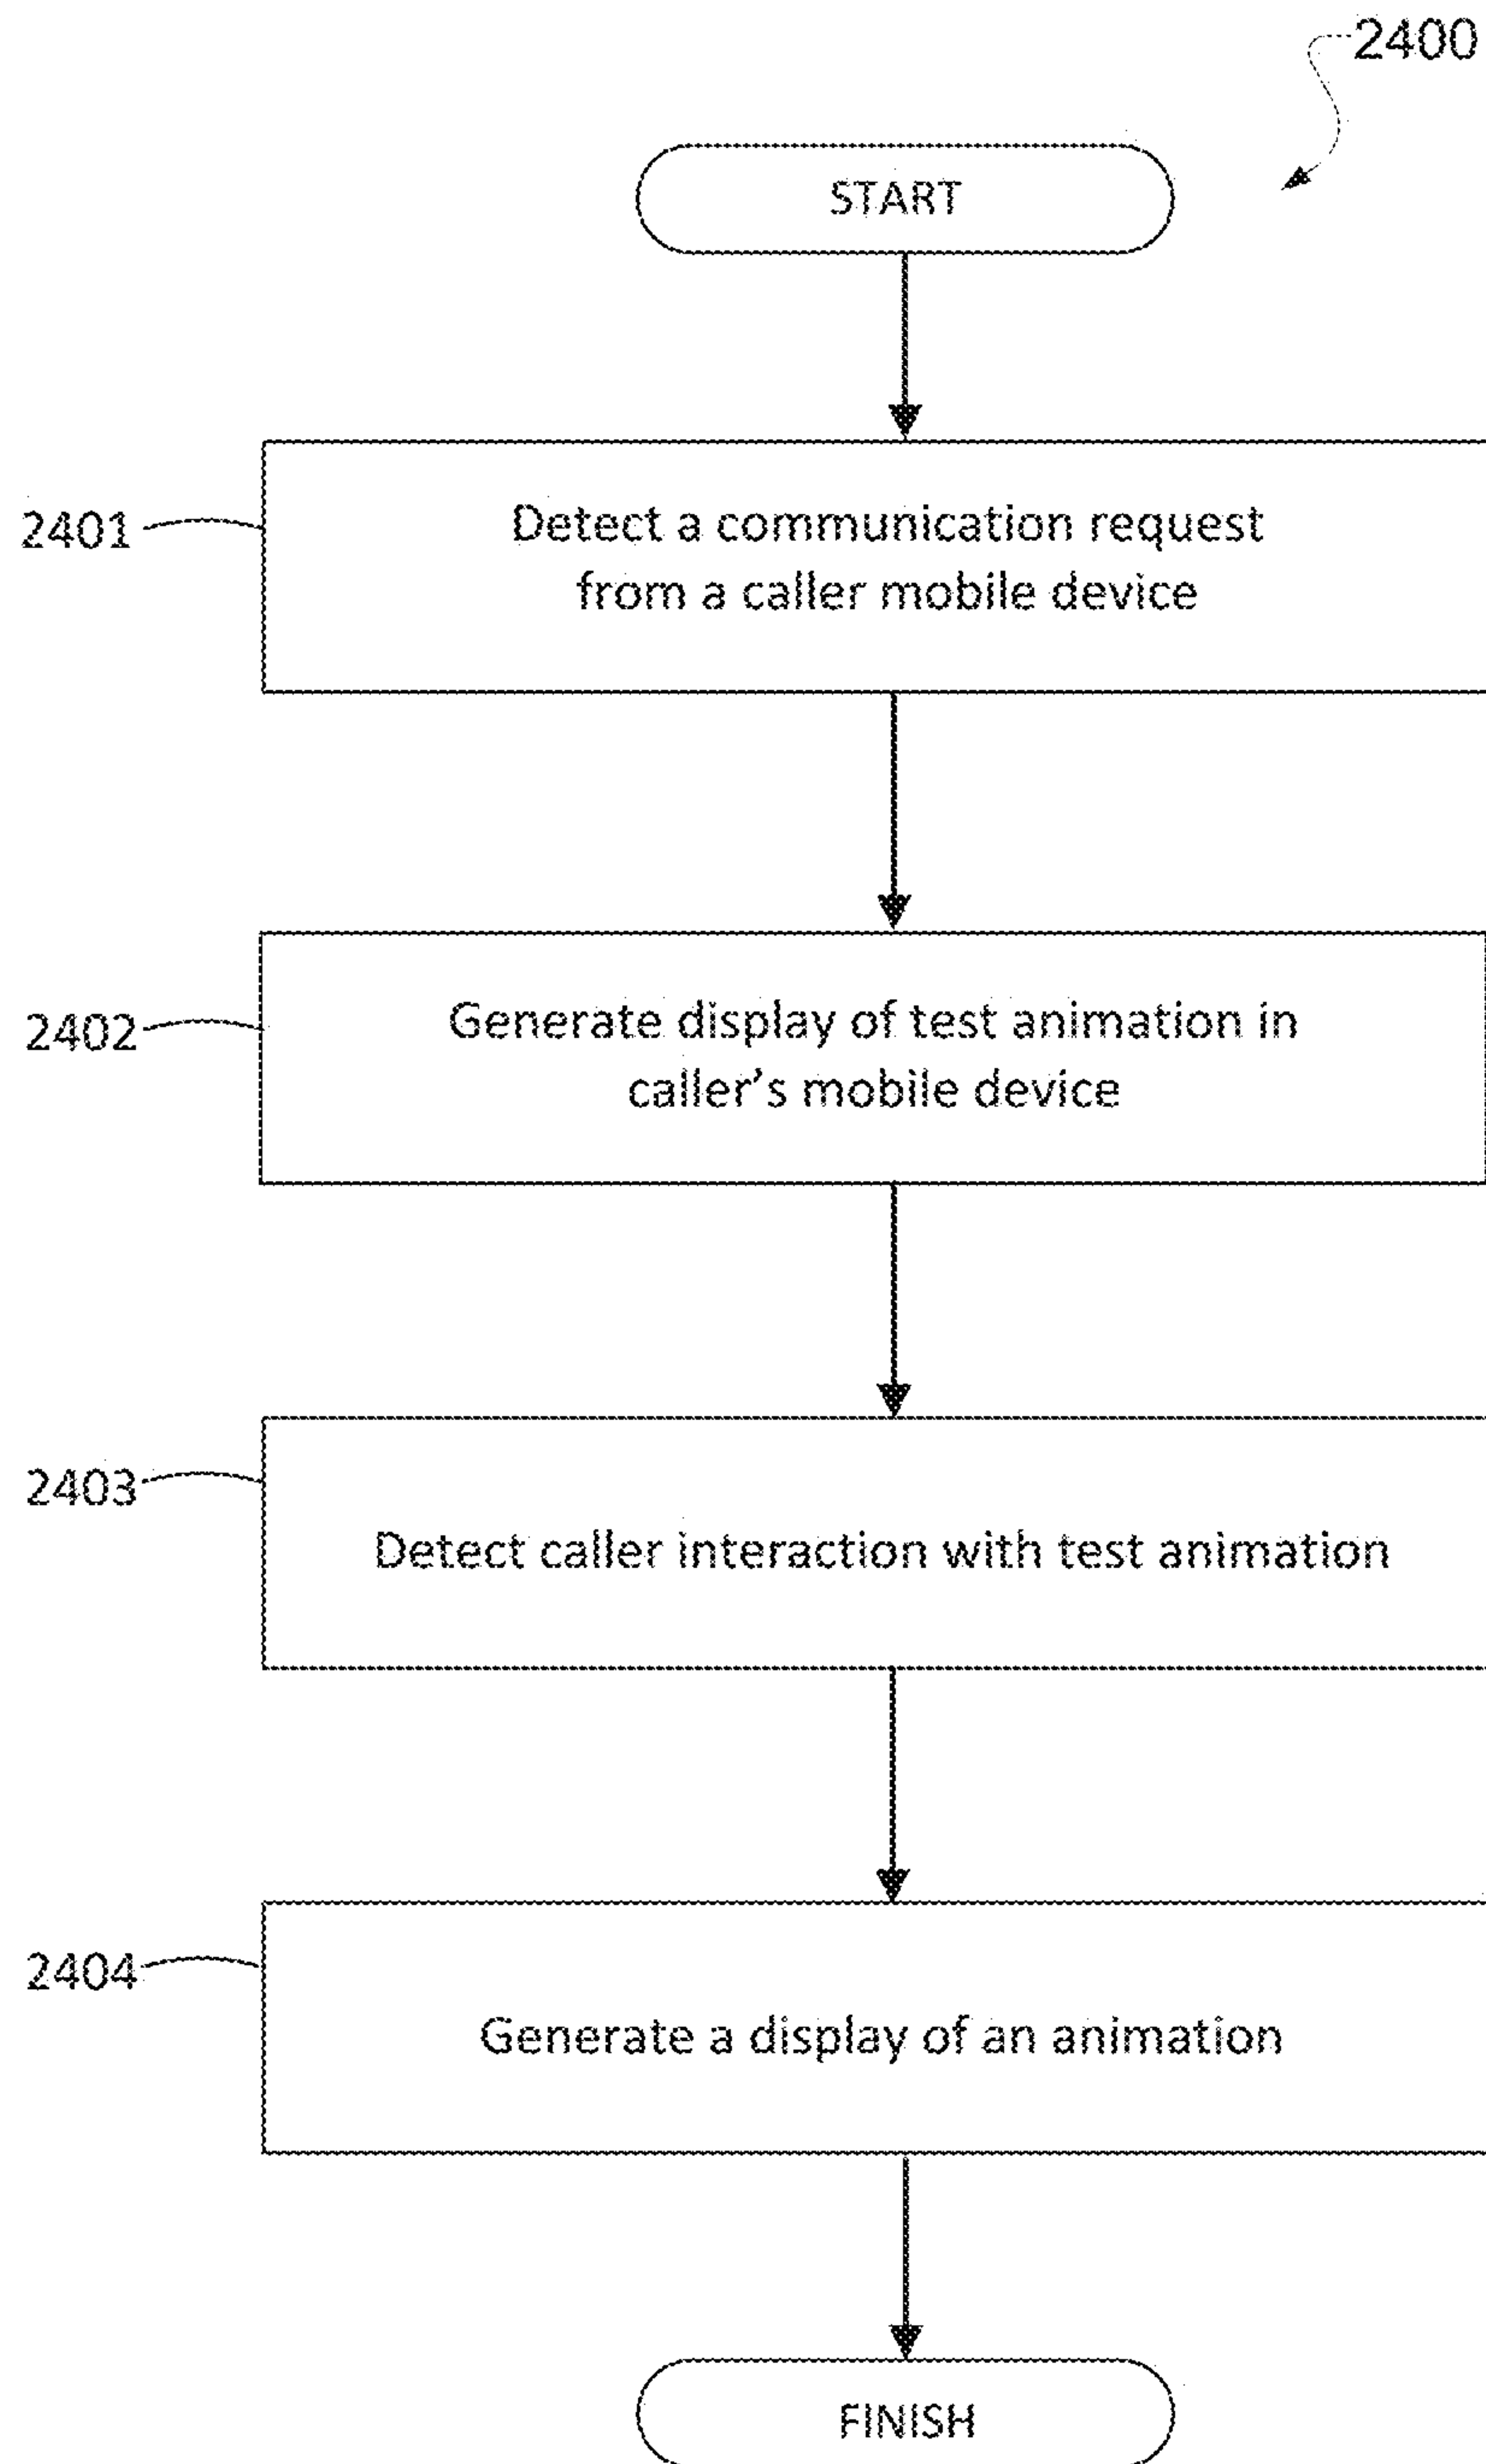 2400
START
2401
Detect a communication request
from a caller mobile device
2402
Generate display of test animation in
caller's mobile device
2403
Detect caller interaction with test animation
2404
Generate a display of an animation
FINISH